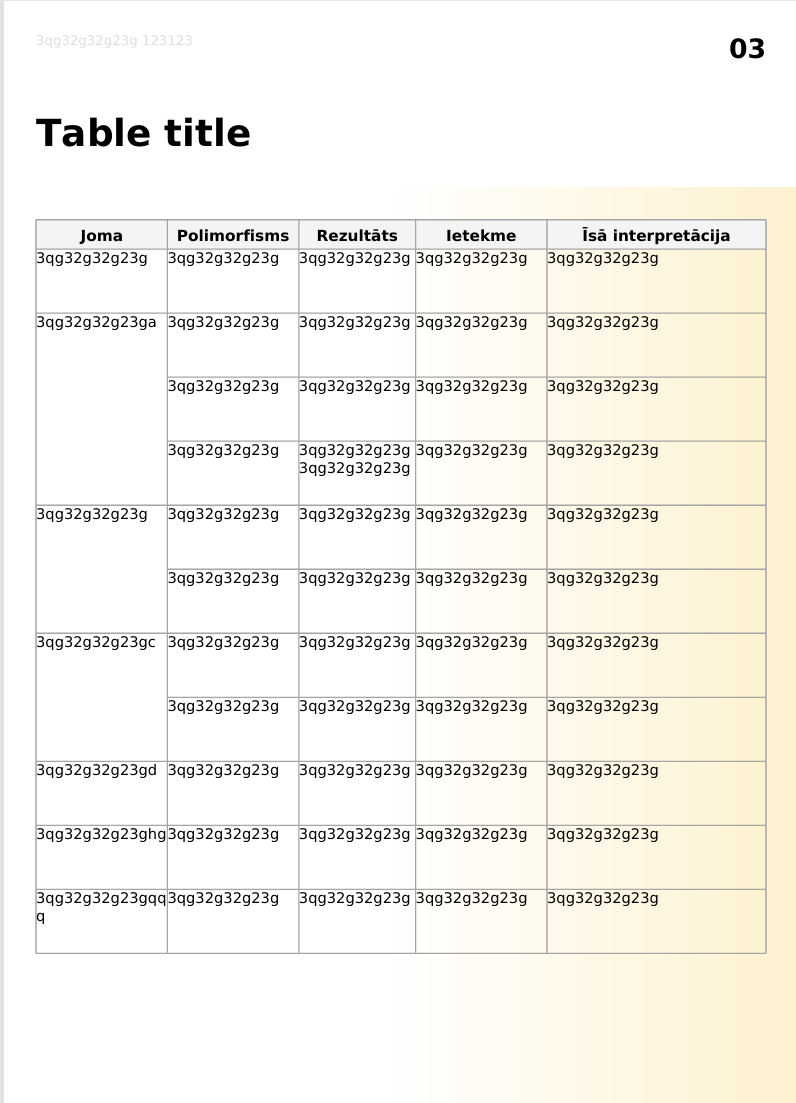 3qg32g32g23g 123123
03
Table title
Joma Polimorfisms Rezultāts Ietekme Īsā interpretācija
3qg32g32g23g 3qg32g32g23g 3qg32g32g23g 3qg32g32g23g 3qg32g32g23g
3qg32g32g23ga 3qg32g32g23g 3qg32g32g23g 3qg32g32g23g 3qg32g32g23g
3qg32g32g23g 3qg32g32g23g 3qg32g32g23g 3qg32g32g23g
3qg32g32g23g 3qg32g32g23g 3qg32g32g23g 3qg32g32g23g
3qg32g32g23g
3qg32g32g23g 3qg32g32g23g 3qg32g32g23g 3qg32g32g23g 3qg32g32g23g
3qg32g32g23g 3qg32g32g23g 3qg32g32g23g 3qg32g32g23g
3qg32g32g23gc 3qg32g32g23g 3qg32g32g23g 3qg32g32g23g 3qg32g32g23g
3qg32g32g23g 3qg32g32g23g 3qg32g32g23g 3qg32g32g23g
3qg32g32g23gd 3qg32g32g23g 3qg32g32g23g 3qg32g32g23g 3qg32g32g23g
3qg32g32g23ghg 3qg32g32g23g 3qg32g32g23g 3qg32g32g23g 3qg32g32g23g
3qg32g32g23gqq 3qg32g32g23g 3qg32g32g23g 3qg32g32g23g 3qg32g32g23g
q